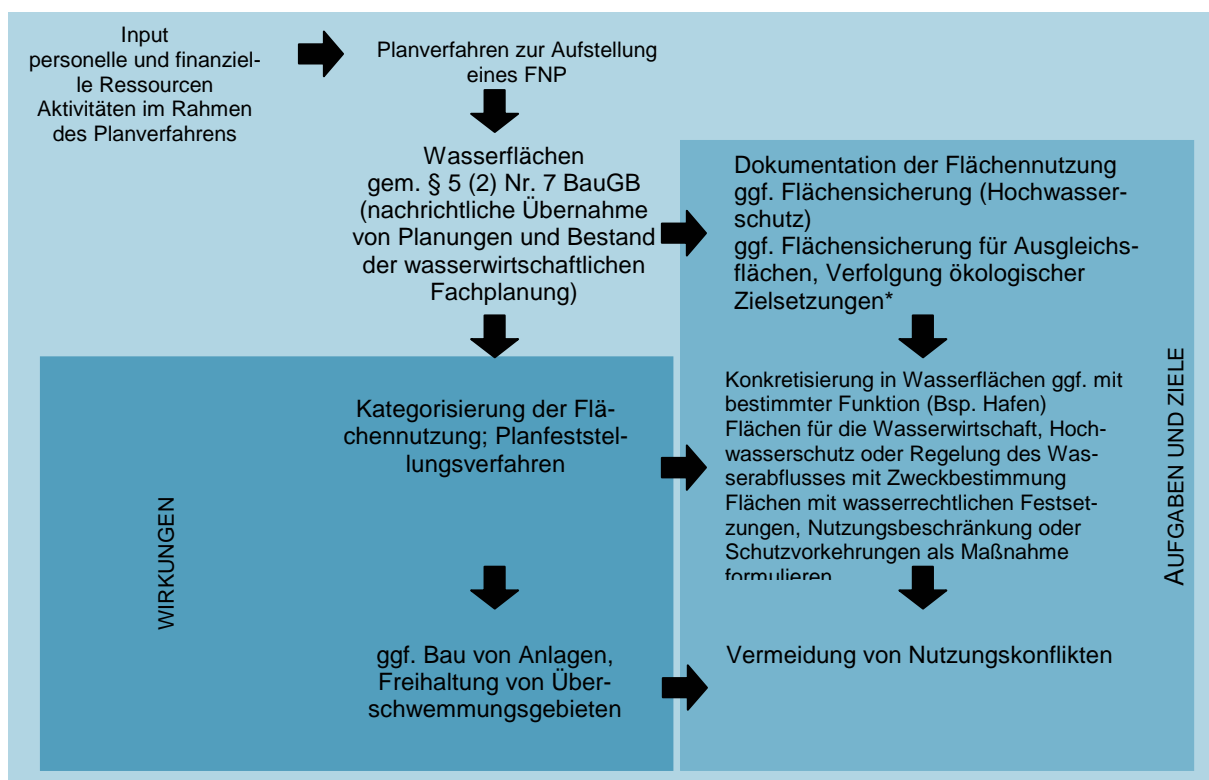 Input
personelle und finanziel-
le Ressourcen
Aktivitäten im Rahmen
des Planverfahrens
Planverfahren zur Aufstellung
eines FNP
Wasserflächen
gem. § 5 (2) Nr. 7 BauGB
(nachrichtliche Übernahme
von Planungen und Bestand
der wasserwirtschaftlichen
Fachplanung)
Dokumentation der Flächennutzung
ggf. Flächensicherung (Hochwasser-
schutz)
ggf. Flächensicherung für Ausgleichs-
flächen, Verfolgung ökologischer
Zielsetzungen*
Kategorisierung der Flä-
chennutzung; Planfeststel-
lungsverfahren
Konkretisierung in Wasserflächen ggf. mit
bestimmter Funktion (Bsp. Hafen)
Flächen für die Wasserwirtschaft, Hoch-
wasserschutz oder Regelung des Was-
serabflusses mit Zweckbestimmung
Flächen mit wasserrechtlichen Festset-
zungen, Nutzungsbeschränkung oder
Schutzvorkehrungen als Maßnahme
formulieren
ggf. Bau von Anlagen,
Freihaltung von Über-
schwemmungsgebieten
Vermeidung von Nutzungskonflikten
WIRKUNGEN
AUFGABEN UND ZIELE